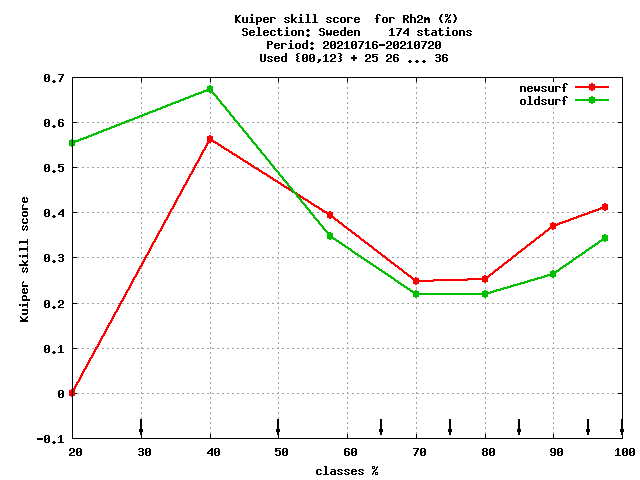 Kuiper skill score  for Rh2m (%)
Selection: Sweden    174 stations
Period: 20210716-20210720
Used {00,12} + 25 26 ... 36
newsurf
oldsurf
Kuiper skill score
0.7
0.6
0.5
0.4
0.3
0.2
0.1
0
-0.1
20 30 40 50 60 70 80 90 100
classes %